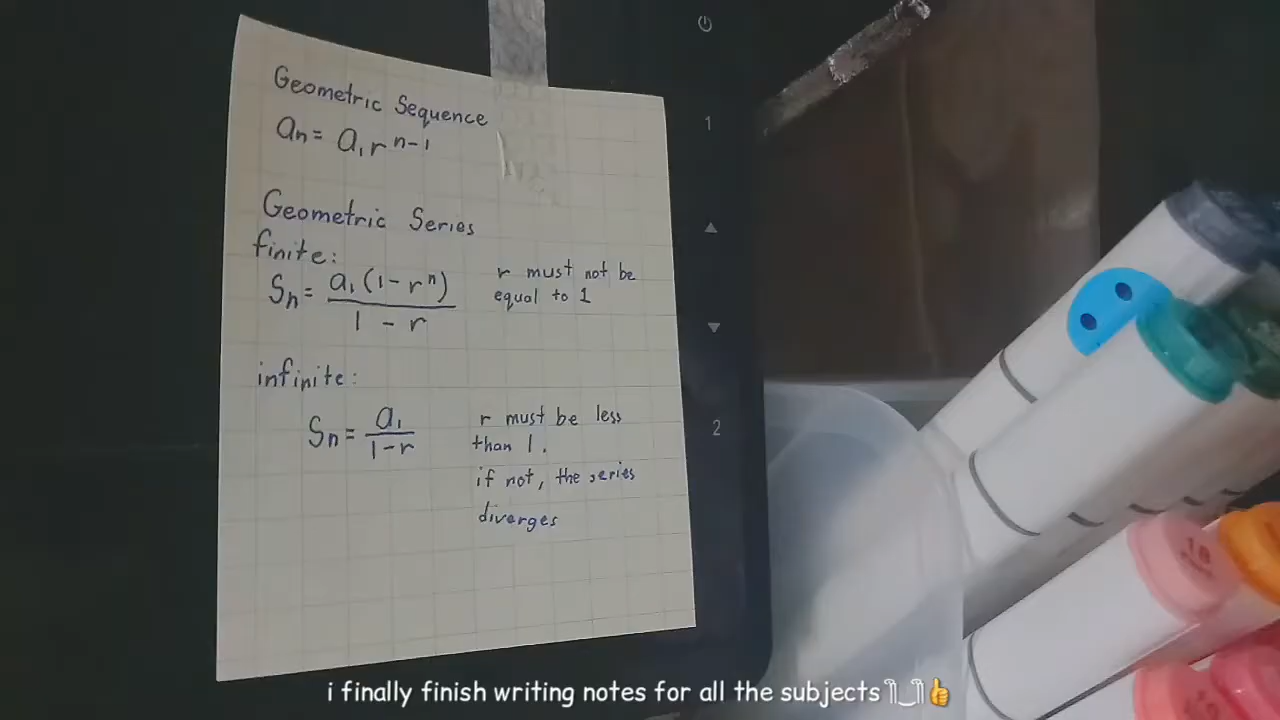 Geometric Sequence
aₙ = a₁rⁿ⁻¹
Geometric Series
finite:
Sₙ = a₁(1-rⁿ) / 1 - r
r must not be
equal to 1
infinite:
Sₙ = a₁ / 1-r
r must be less
than 1.
if not, the series
diverges
1
2
18
i finally finish writing notes for all the subjects 👍